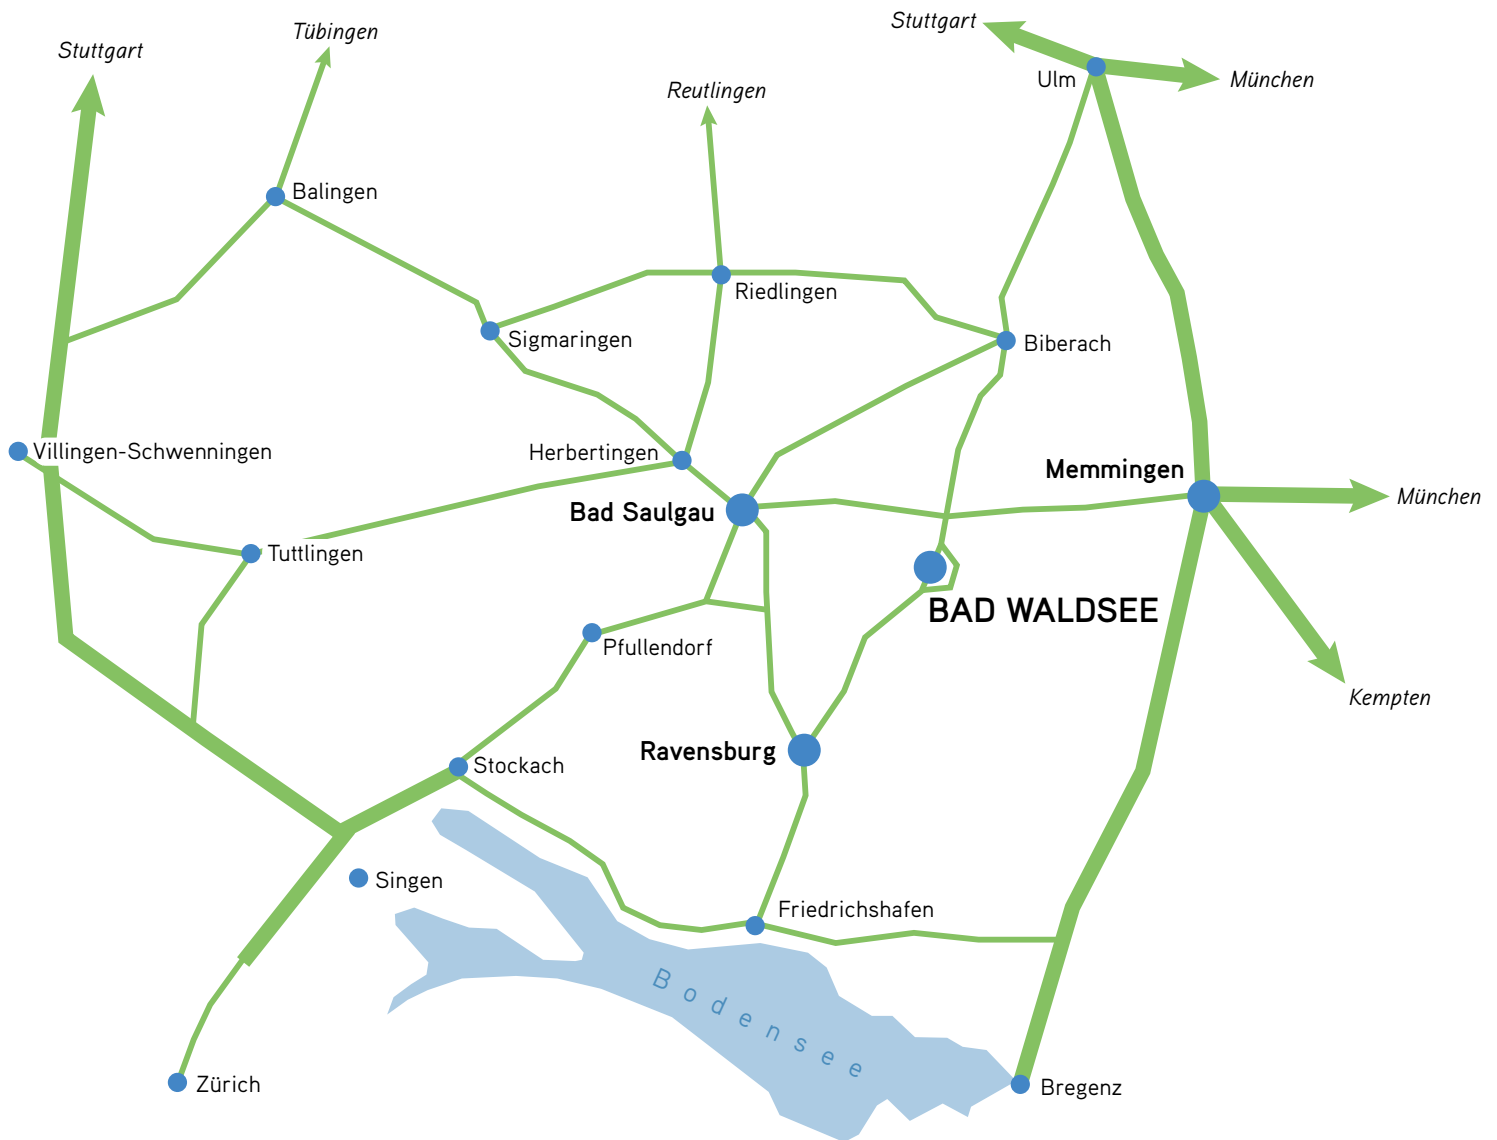 Stuttgart
Tübingen
Stuttgart
Ulm
München
Reutlingen
Balingen
Riedlingen
Sigmaringen
Biberach
Villingen-Schwenningen
Herbertingen
Memmingen
München
Bad Saulgau
Tuttlingen
BAD WALDSEE
Pfullendorf
Kempten
Ravensburg
Stockach
Singen
Friedrichshafen
Bodensee
Zürich
Bregenz